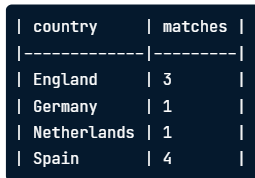 | country     | matches |
|-------------|---------|
| England     | 3       |
| Germany     | 1       |
| Netherlands | 1       |
| Spain       | 4       |